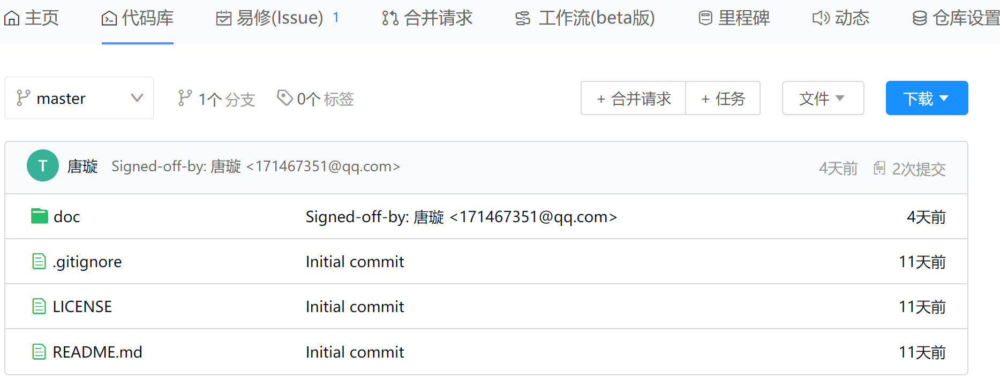 主页 代码库 易修(Issue) 1 合并请求 工作流(beta版) 里程碑 动态 仓库设置
master 1个 分支 0个 标签 + 合并请求 + 任务 文件 下载
T 唐璇 Signed-off-by: 唐璇 <171467351@qq.com> 4天前 2次提交
doc Signed-off-by: 唐璇 <171467351@qq.com> 4天前
.gitignore Initial commit 11天前
LICENSE Initial commit 11天前
README.md Initial commit 11天前